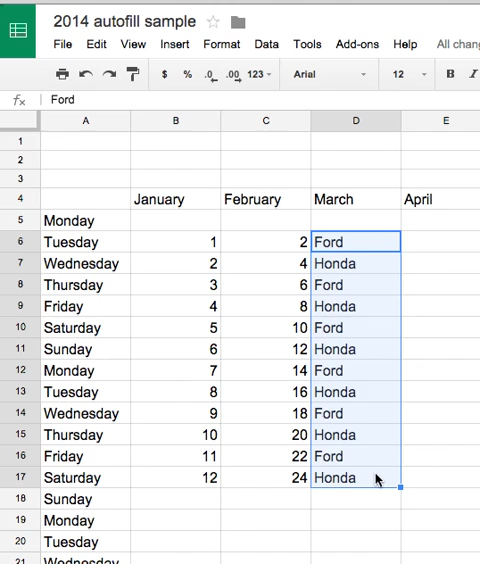 2014 autofill sample
File Edit View Insert Format Data Tools Add-ons Help All chang
$ % .0 .00 123 Arial 12 B I
fx Ford
A B C D E
1
2
3
4 January February March April
5 Monday
6 Tuesday 1 2 Ford
7 Wednesday 2 4 Honda
8 Thursday 3 6 Ford
9 Friday 4 8 Honda
10 Saturday 5 10 Ford
11 Sunday 6 12 Honda
12 Monday 7 14 Ford
13 Tuesday 8 16 Honda
14 Wednesday 9 18 Ford
15 Thursday 10 20 Honda
16 Friday 11 22 Ford
17 Saturday 12 24 Honda
18 Sunday
19 Monday
20 Tuesday
21 Wednesday